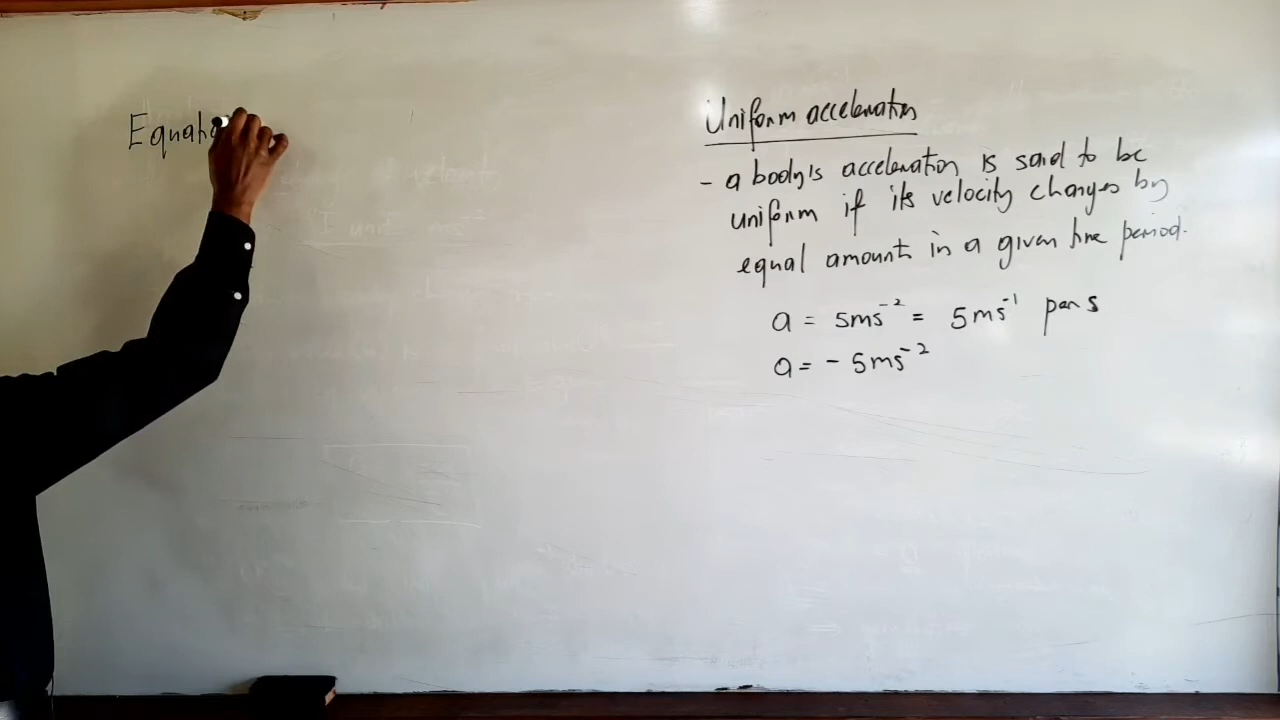 Equatio
Uniform acceleration
- a body's acceleration is said to be
uniform if its velocity changes by
equal amount in a given time period.
a = 5ms⁻² = 5ms⁻¹ per s
a = - 5ms⁻²